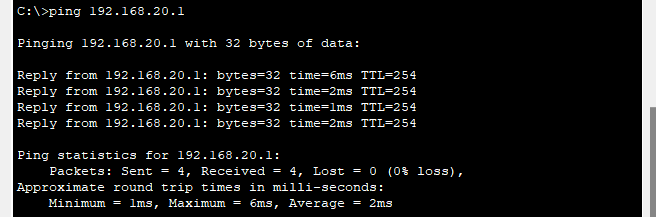 C:\>ping 192.168.20.1
Pinging 192.168.20.1 with 32 bytes of data:
Reply from 192.168.20.1: bytes=32 time=6ms TTL=254
Reply from 192.168.20.1: bytes=32 time=2ms TTL=254
Reply from 192.168.20.1: bytes=32 time=1ms TTL=254
Reply from 192.168.20.1: bytes=32 time=2ms TTL=254
Ping statistics for 192.168.20.1:
    Packets: Sent = 4, Received = 4, Lost = 0 (0% loss),
Approximate round trip times in milli-seconds:
    Minimum = 1ms, Maximum = 6ms, Average = 2ms